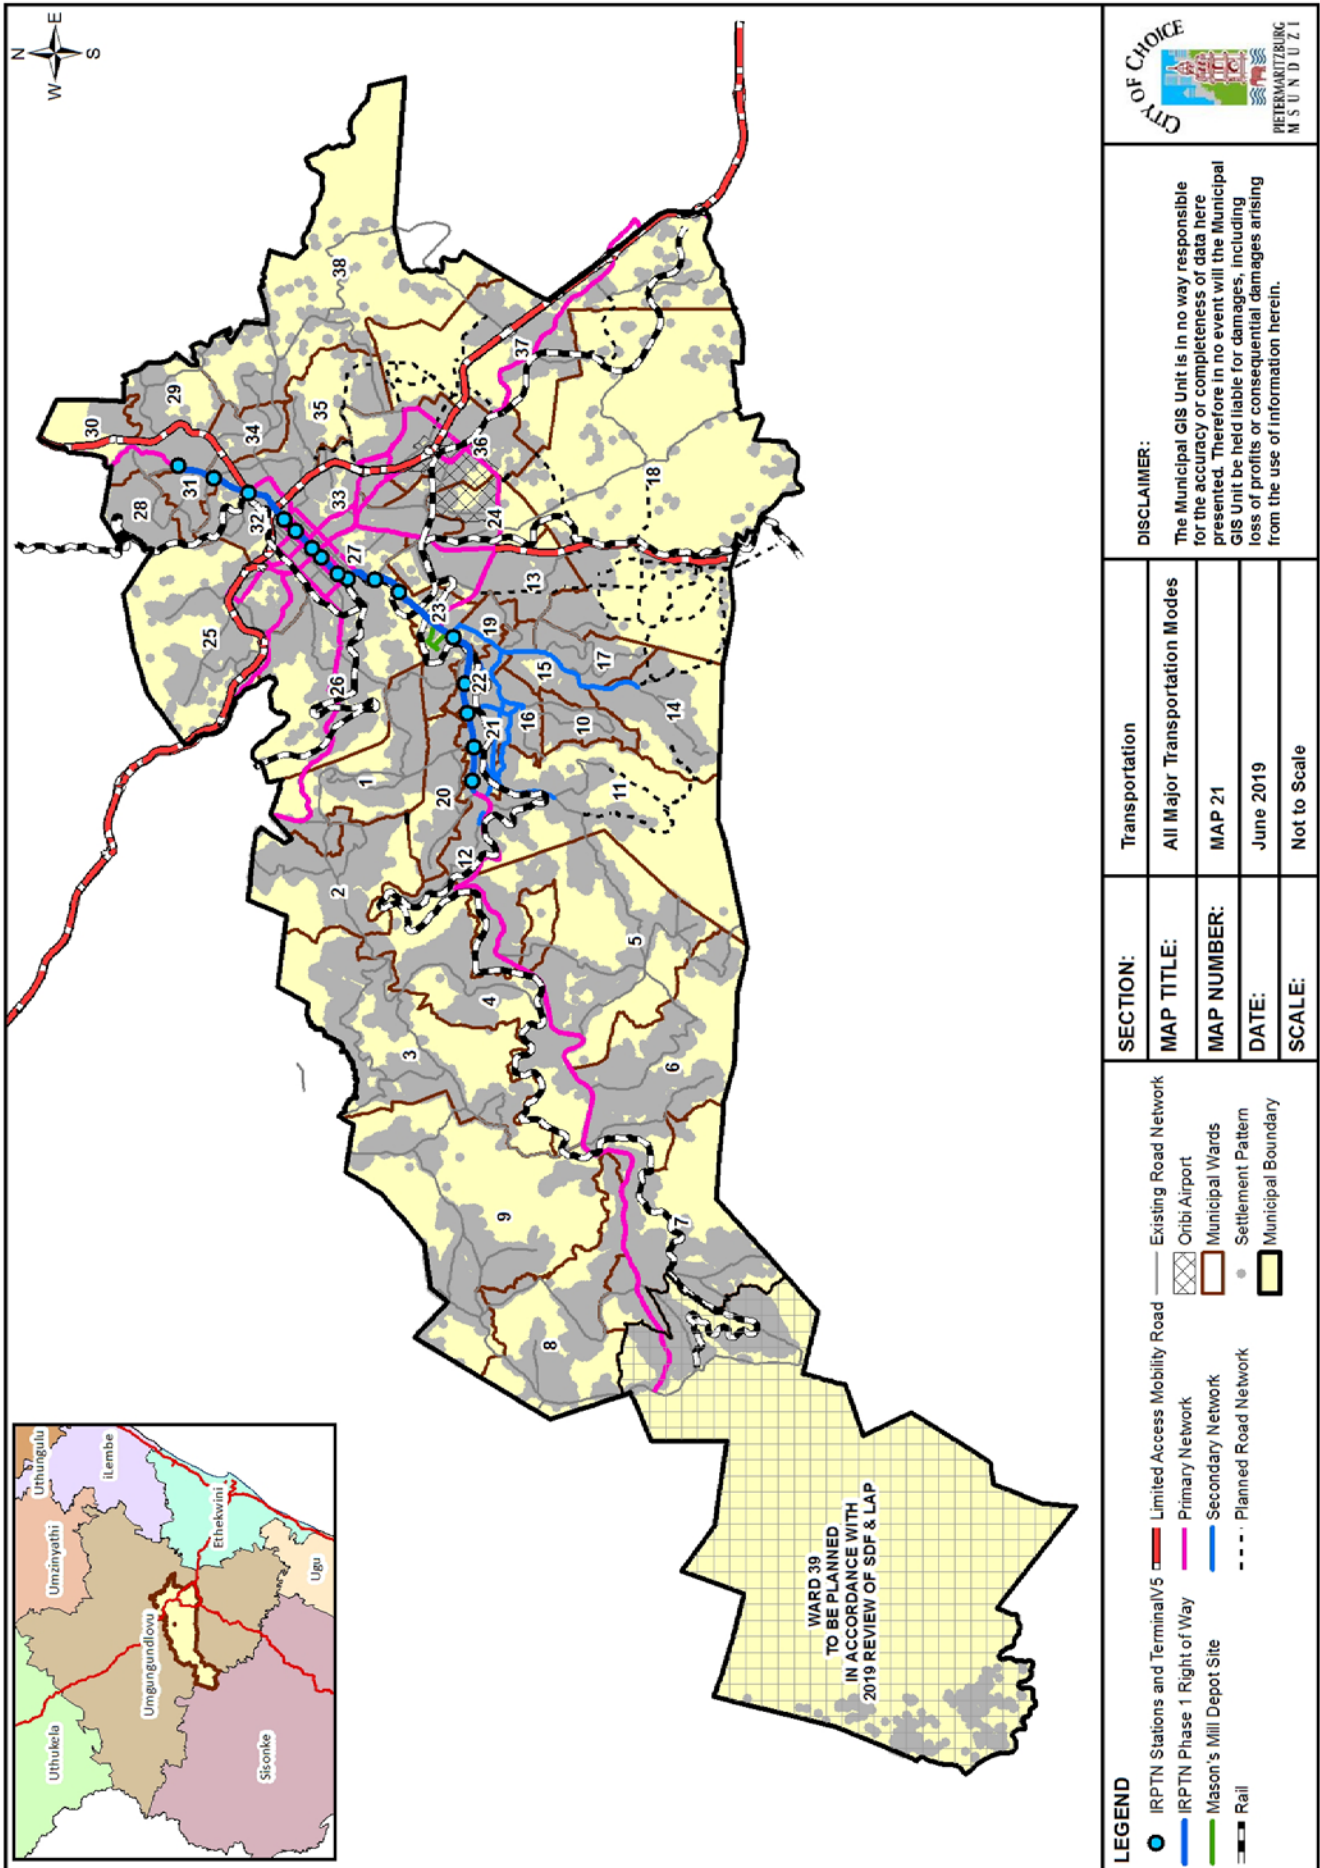 N
W
E
S
Uthukela
Umzinyathi
Uthungulu
iLembe
Umgungundlovu
Ethekwini
Ugu
Sisonke
WARD 39
TO BE PLANNED
IN ACCORDANCE WITH
2019 REVIEW OF SDF & LAP
1
2
3
4
5
6
7
8
9
10
11
12
13
14
15
16
17
18
19
20
21
22
23
24
25
26
27
28
29
30
31
32
33
34
35
36
37
38
LEGEND
IRPTN Stations and TerminalV5
IRPTN Phase 1 Right of Way
Mason's Mill Depot Site
Rail
Limited Access Mobility Road
Primary Network
Secondary Network
Planned Road Network
Existing Road Network
Oribi Airport
Municipal Wards
Settlement Pattern
Municipal Boundary
SECTION: Transportation
MAP TITLE: All Major Transportation Modes
MAP NUMBER: MAP 21
DATE: June 2019
SCALE: Not to Scale
DISCLAIMER:
The Municipal GIS Unit is in no way responsible
for the accuracy or completeness of data here
presented. Therefore in no event will the Municipal
GIS Unit be held liable for damages, including
loss of profits or consequential damages arising
from the use of information herein.
CITY OF CHOICE
PIETERMARITZBURG
MSUNDUZI